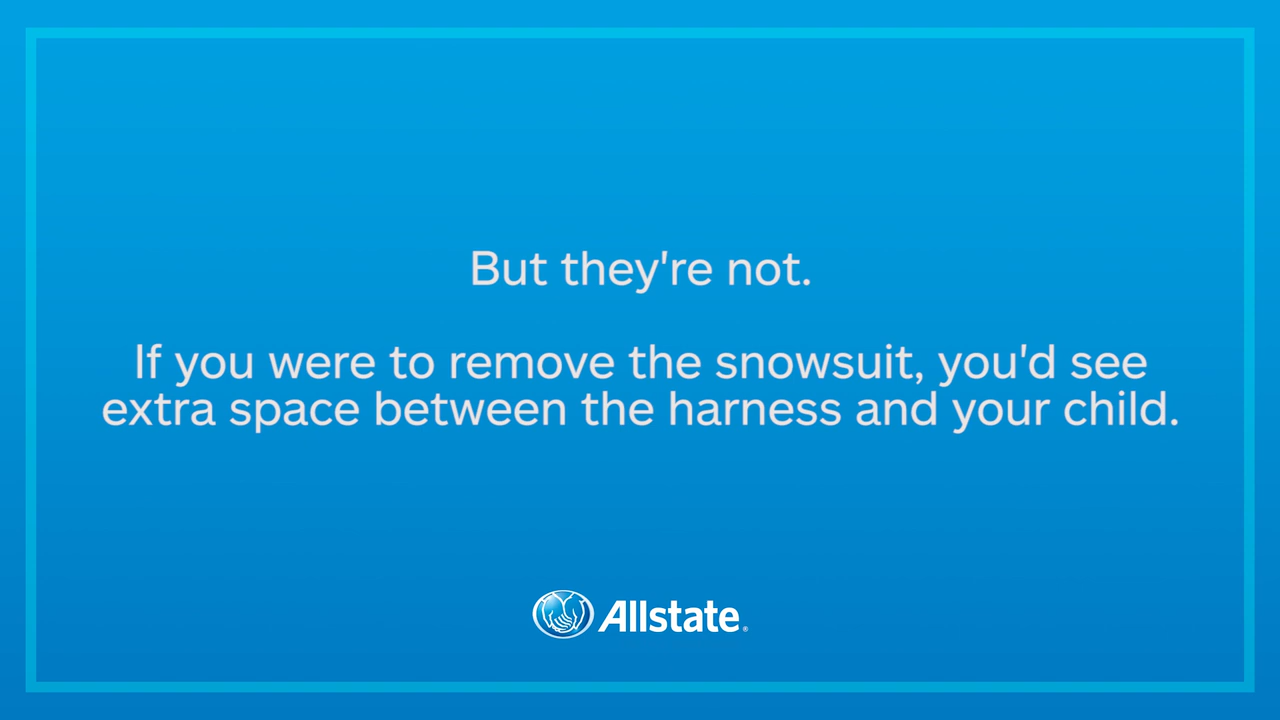 But they're not.
If you were to remove the snowsuit, you'd see
extra space between the harness and your child.
Allstate®